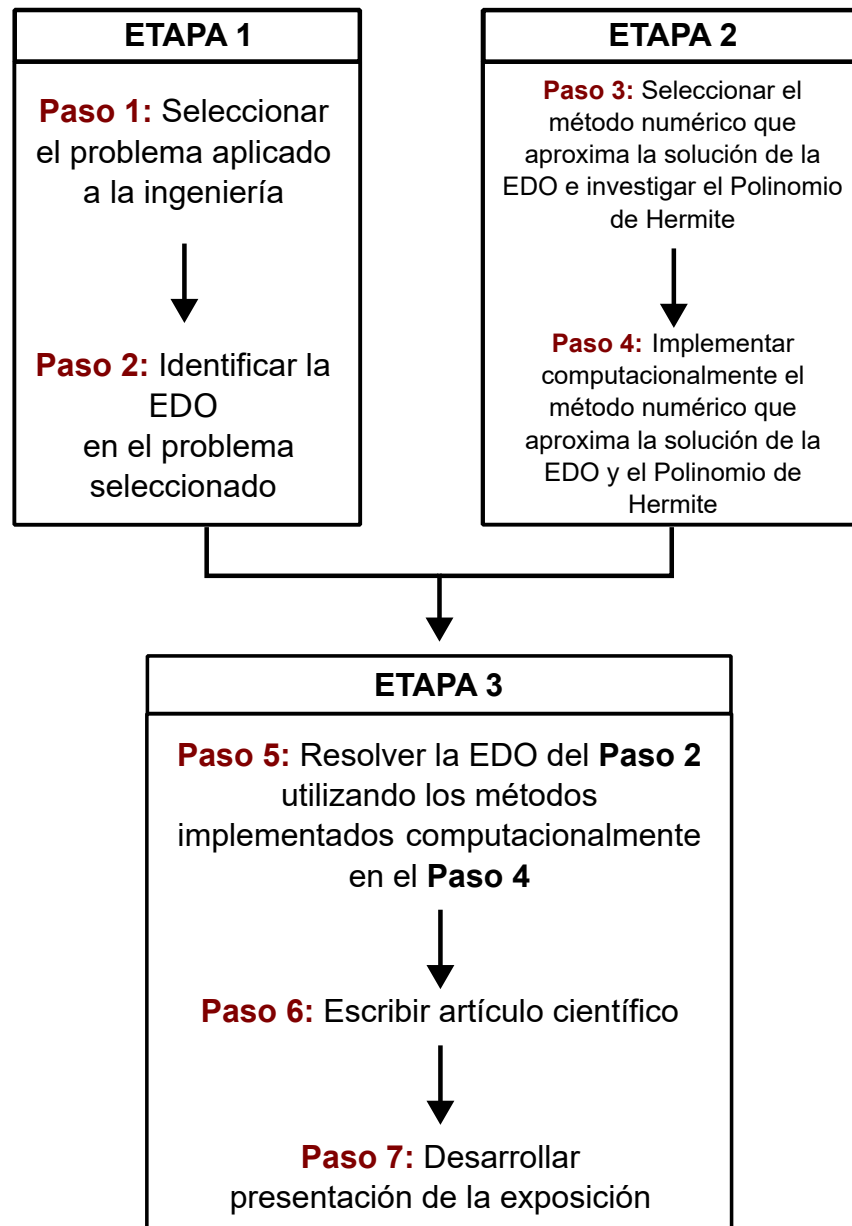 ETAPA 1
Paso 1: Seleccionar
el problema aplicado
a la ingeniería
Paso 2: Identificar la
EDO
en el problema
seleccionado
ETAPA 2
Paso 3: Seleccionar el
método numérico que
aproxima la solución de la
EDO e investigar el Polinomio
de Hermite
Paso 4: Implementar
computacionalmente el
método numérico que
aproxima la solución de la
EDO y el Polinomio de
Hermite
ETAPA 3
Paso 5: Resolver la EDO del Paso 2
utilizando los métodos
implementados computacionalmente
en el Paso 4
Paso 6: Escribir artículo científico
Paso 7: Desarrollar
presentación de la exposición